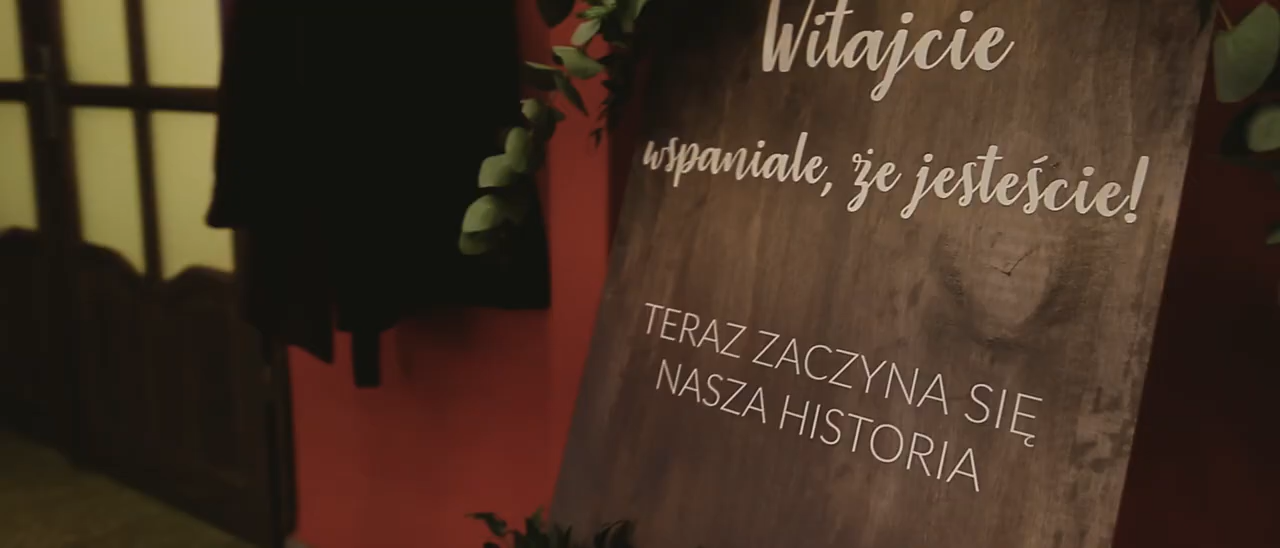 Witajcie
wspaniale, że jesteście!
TERAZ ZACZYNA SIĘ
NASZA HISTORIA